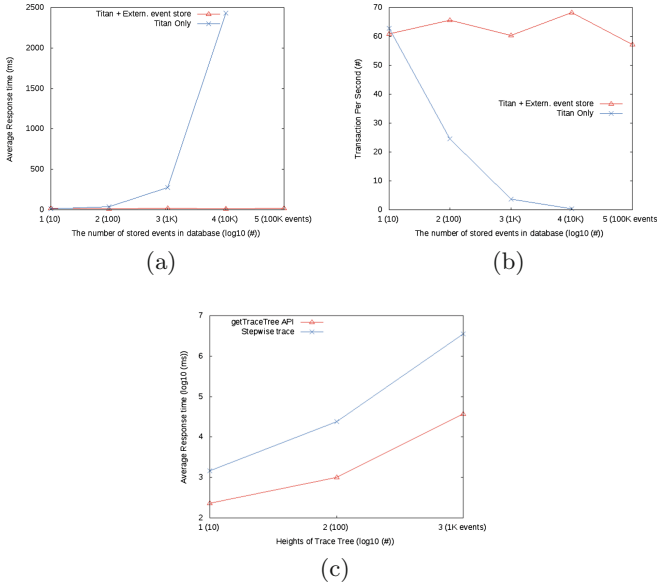 2500
2000
1500
1000
500
0
Average Response time (ms)
Titan + Extern. event store
Titan Only
1 (10) 2 (100) 3 (1K) 4 (10K) 5 (100K events)
The number of stored events in database (log10 (#))
(a)
70
60
50
40
30
20
10
0
Transaction Per Second (#)
Titan + Extern. event store
Titan Only
1 (10) 2 (100) 3 (1K) 4 (10K) 5 (100K events)
The number of stored events in database (log10 (#))
(b)
7
6
5
4
3
2
Average Response time (log10 (ms))
getTraceTree API
Stepwise trace
1 (10) 2 (100) 3 (1K events)
Heights of Trace Tree (log10 (#))
(c)